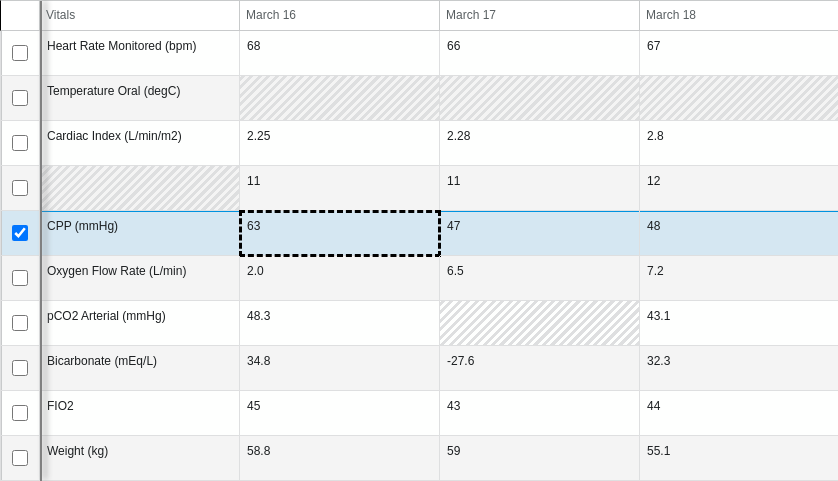 Vitals March 16 March 17 March 18
Heart Rate Monitored (bpm) 68 66 67
Temperature Oral (degC)
Cardiac Index (L/min/m2) 2.25 2.28 2.8
11 11 12
CPP (mmHg) 63 47 48
Oxygen Flow Rate (L/min) 2.0 6.5 7.2
pCO2 Arterial (mmHg) 48.3 43.1
Bicarbonate (mEq/L) 34.8 -27.6 32.3
FIO2 45 43 44
Weight (kg) 58.8 59 55.1